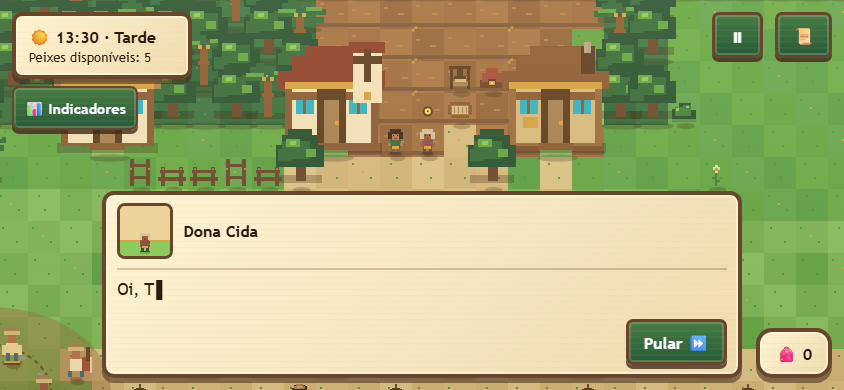 13:30 · Tarde
Peixes disponíveis: 5
Indicadores
Dona Cida
Oi, T
Pular
0